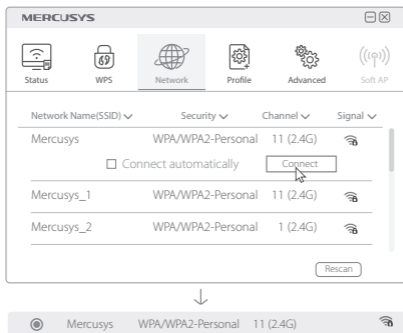 MERCUSYS
Status WPS Network Profile Advanced Soft AP
Network Name(SSID) Security Channel Signal
Mercusys WPA/WPA2-Personal 11 (2.4G)
Connect automatically Connect
Mercusys_1 WPA/WPA2-Personal 11 (2.4G)
Mercusys_2 WPA/WPA2-Personal 1 (2.4G)
Rescan
Mercusys WPA/WPA2-Personal 11 (2.4G)